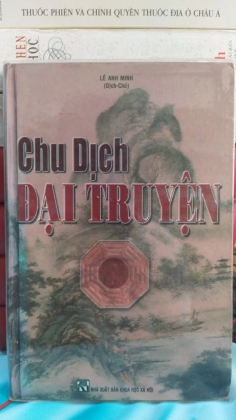 THUỐC PHIỆN VÀ CHÍNH QUYỀN THUỘC ĐỊA Ở CHÂU Á
LÊ ANH MINH
(Dịch-Chú)
Chu Dịch
ĐẠI TRUYỆN
NHÀ XUẤT BẢN KHOA HỌC XÃ HỘI